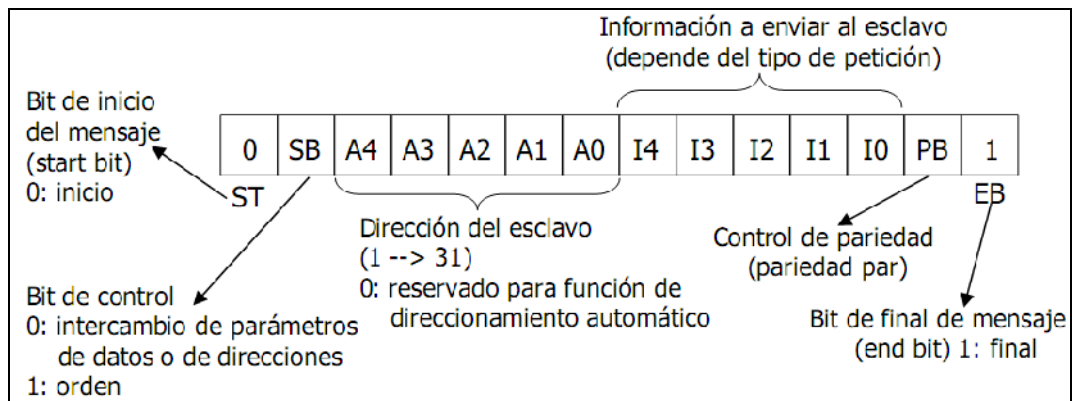 Información a enviar al esclavo
(depende del tipo de petición)
Bit de inicio
del mensaje
(start bit)
0: inicio
0 SB A4 A3 A2 A1 A0 I4 I3 I2 I1 I0 PB 1
ST
EB
Dirección del esclavo
(1 --> 31)
0: reservado para función de
direccionamiento automático
Control de pariedad
(pariedad par)
Bit de control
0: intercambio de parámetros
de datos o de direcciones
1: orden
Bit de final de mensaje
(end bit) 1: final